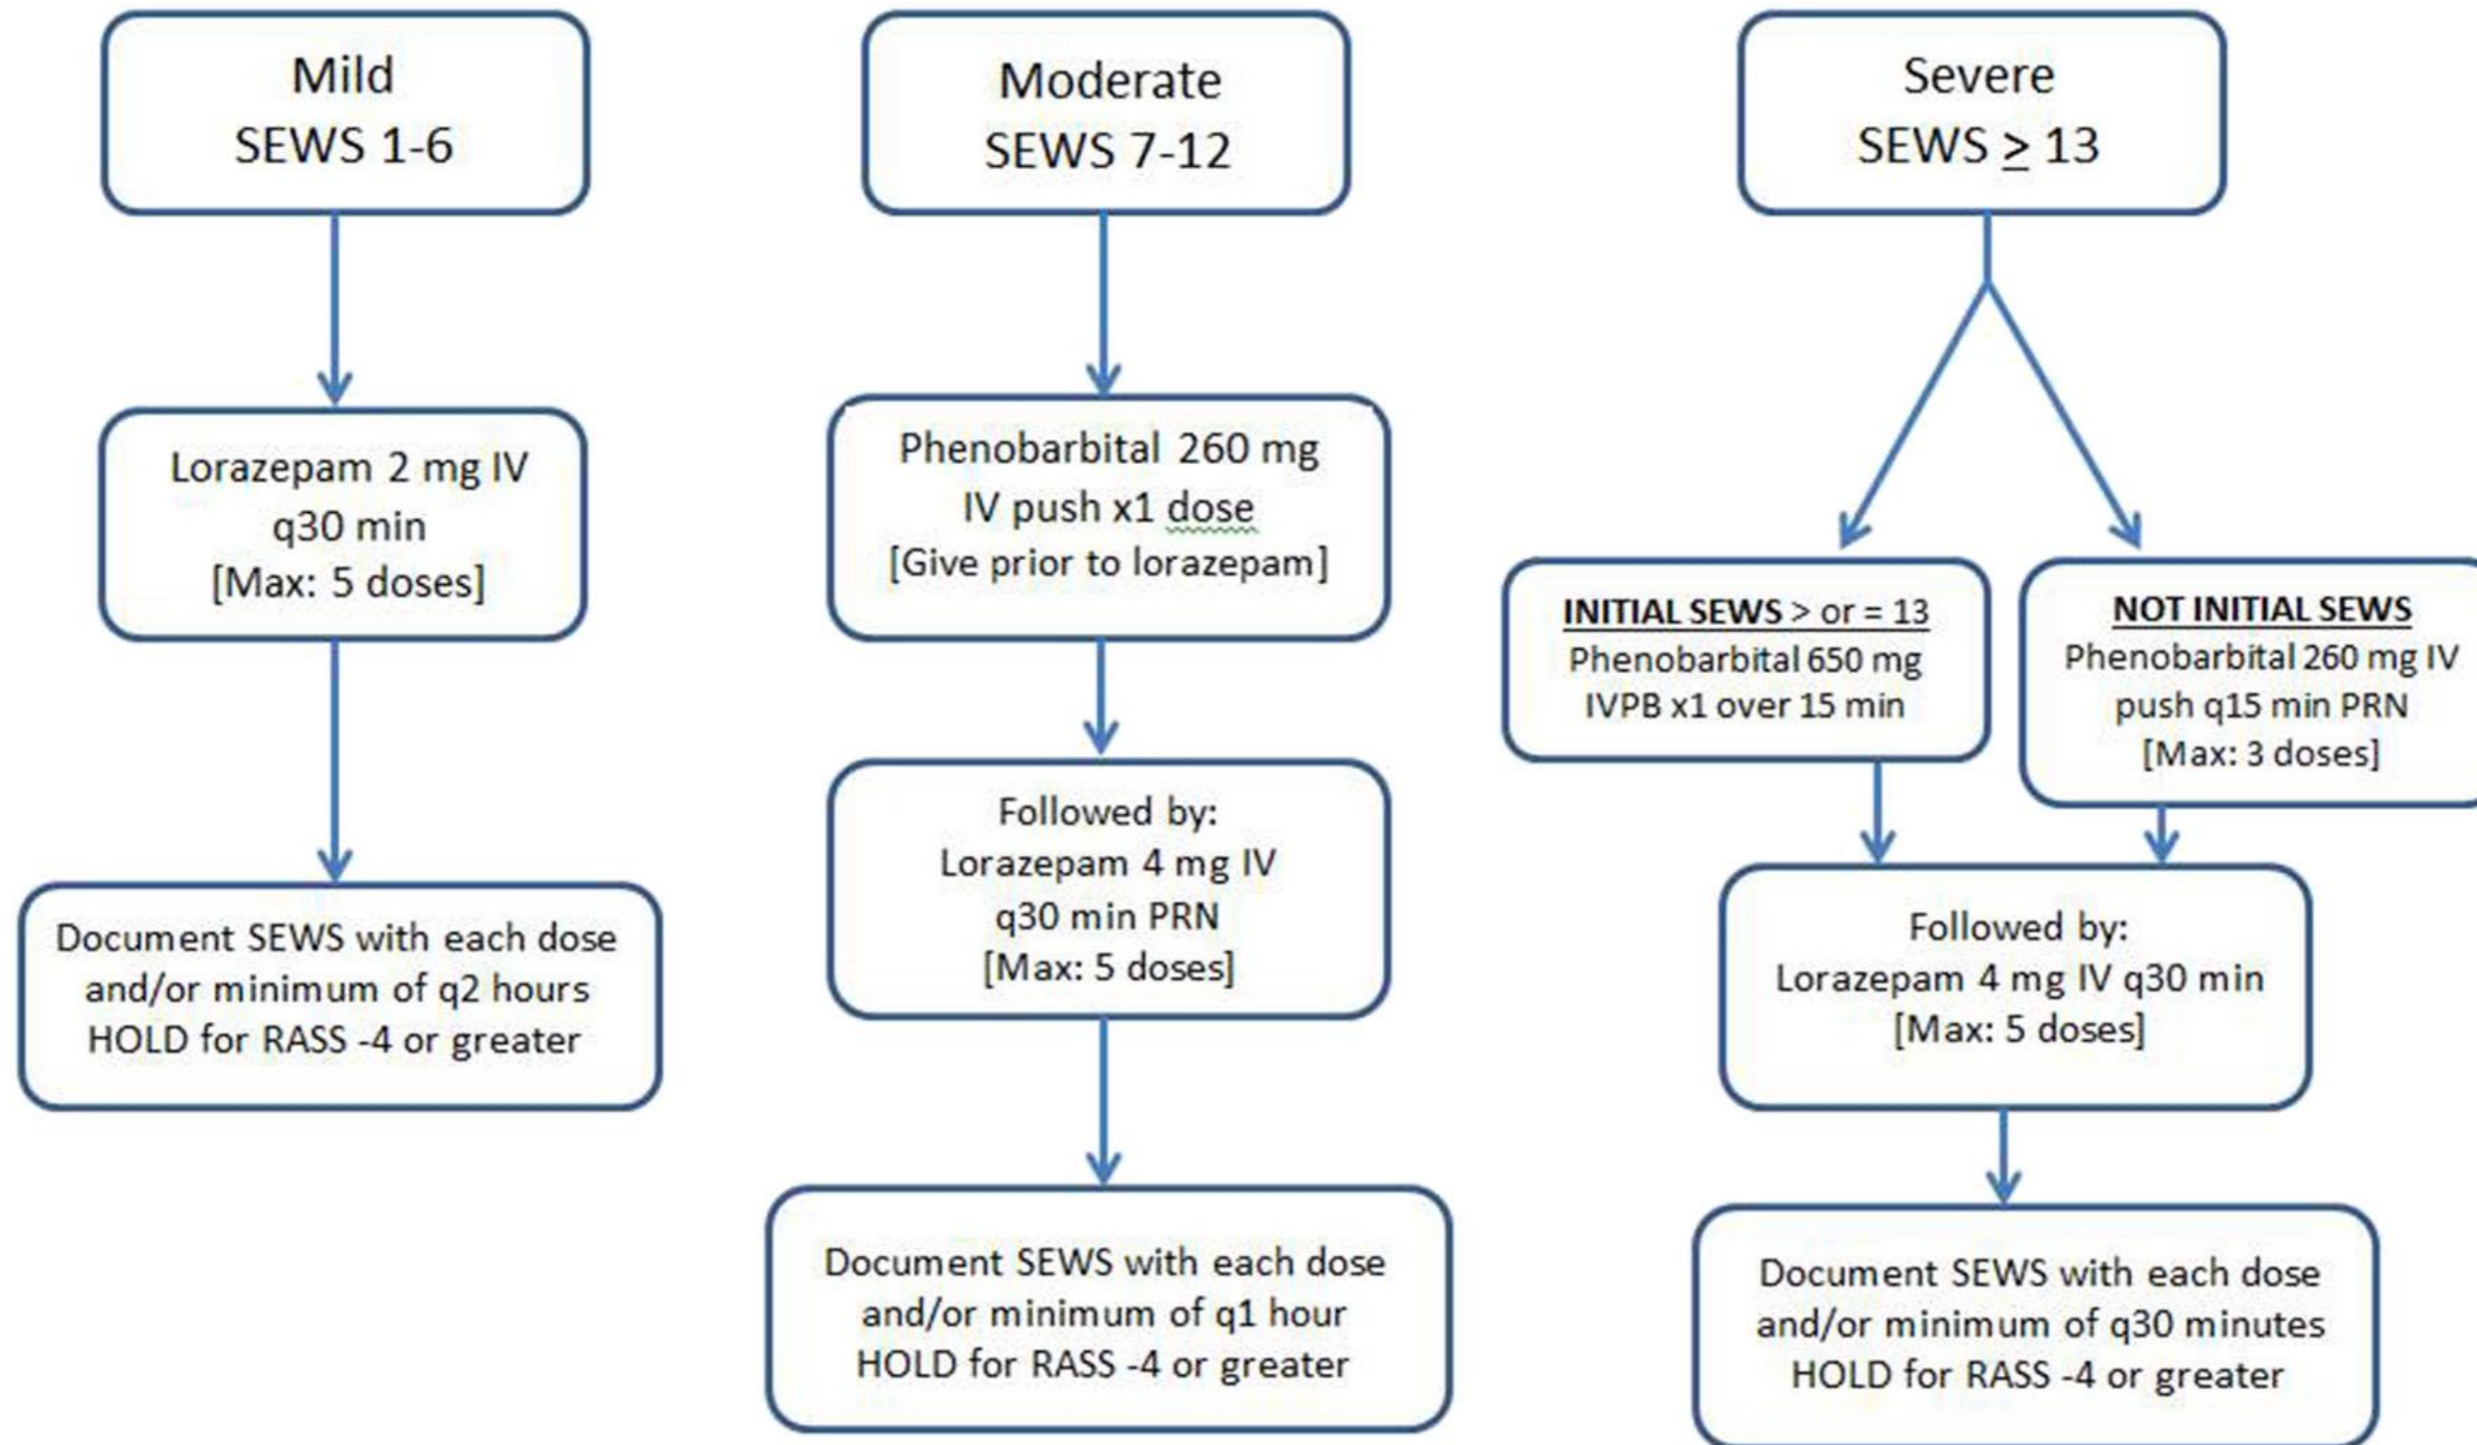 Mild
SEWS 1-6
Lorazepam 2 mg IV
q30 min
[Max: 5 doses]
Document SEWS with each dose
and/or minimum of q2 hours
HOLD for RASS -4 or greater
Moderate
SEWS 7-12
Phenobarbital 260 mg
IV push x1 dose
[Give prior to lorazepam]
Followed by:
Lorazepam 4 mg IV
q30 min PRN
[Max: 5 doses]
Document SEWS with each dose
and/or minimum of q1 hour
HOLD for RASS -4 or greater
Severe
SEWS ≥ 13
INITIAL SEWS > or = 13
Phenobarbital 650 mg
IVPB x1 over 15 min
NOT INITIAL SEWS
Phenobarbital 260 mg IV
push q15 min PRN
[Max: 3 doses]
Followed by:
Lorazepam 4 mg IV q30 min
[Max: 5 doses]
Document SEWS with each dose
and/or minimum of q30 minutes
HOLD for RASS -4 or greater